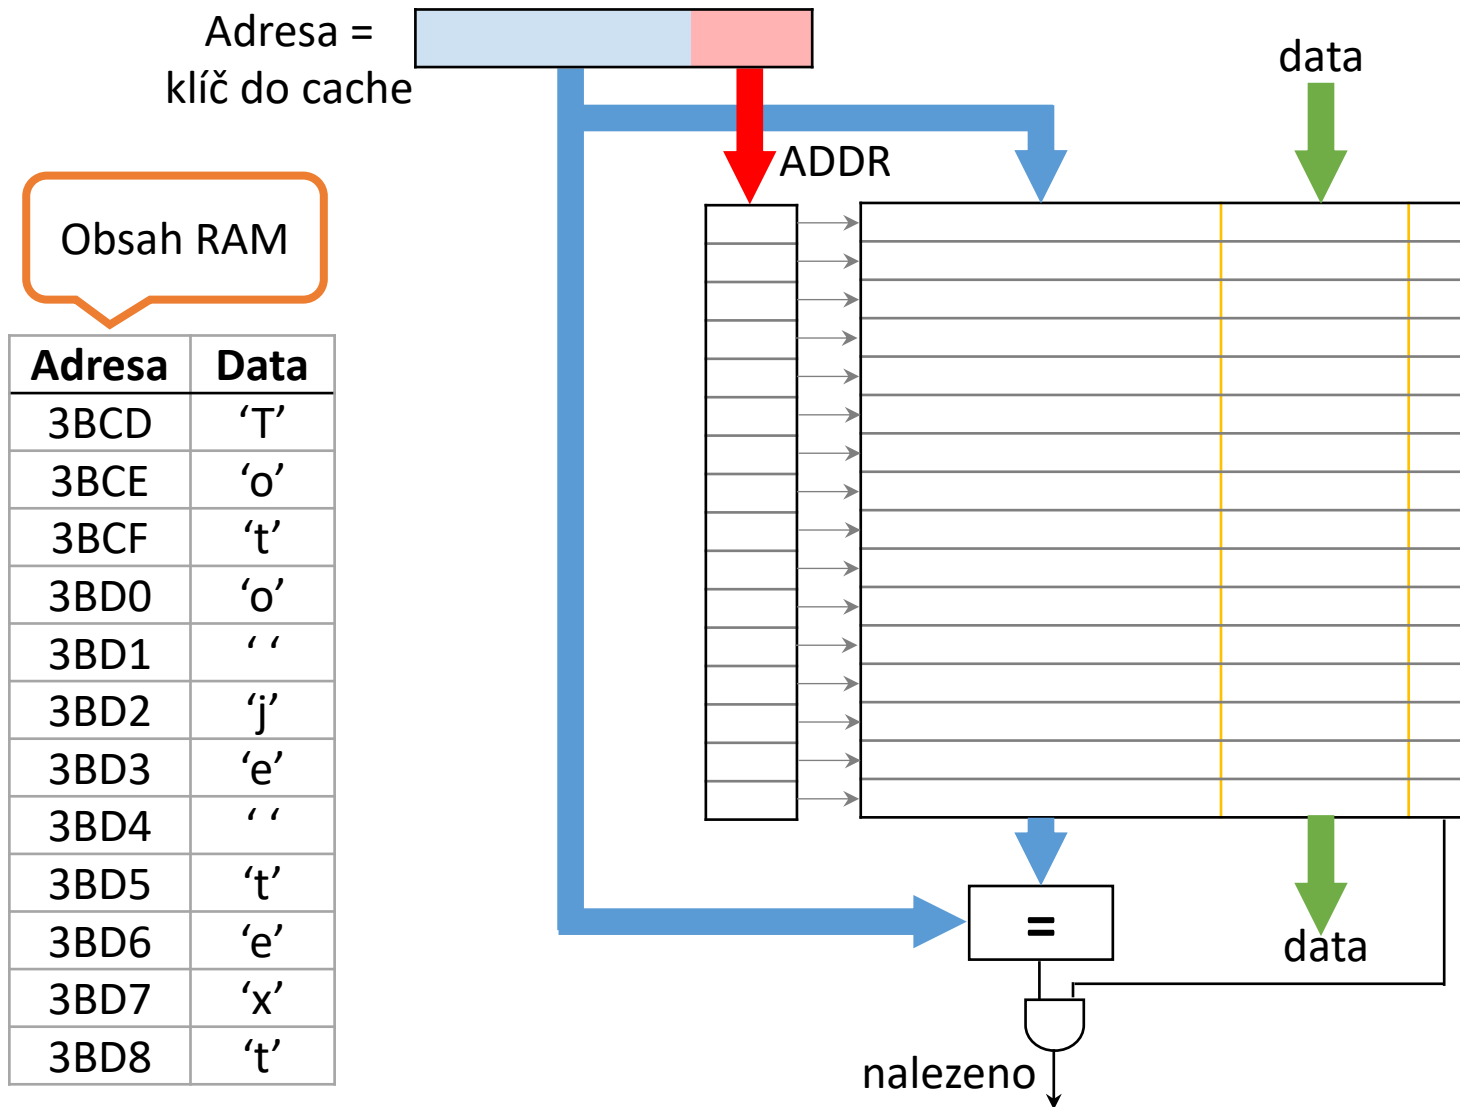 Adresa =
klíč do cache
data
ADDR
Obsah RAM
Adresa Data
3BCD ‘T’
3BCE ‘o’
3BCF ‘t’
3BD0 ‘o’
3BD1 ‘ ‘
3BD2 ‘j’
3BD3 ‘e’
3BD4 ‘ ‘
3BD5 ‘t’
3BD6 ‘e’
3BD7 ‘x’
3BD8 ‘t’
=
data
nalezeno